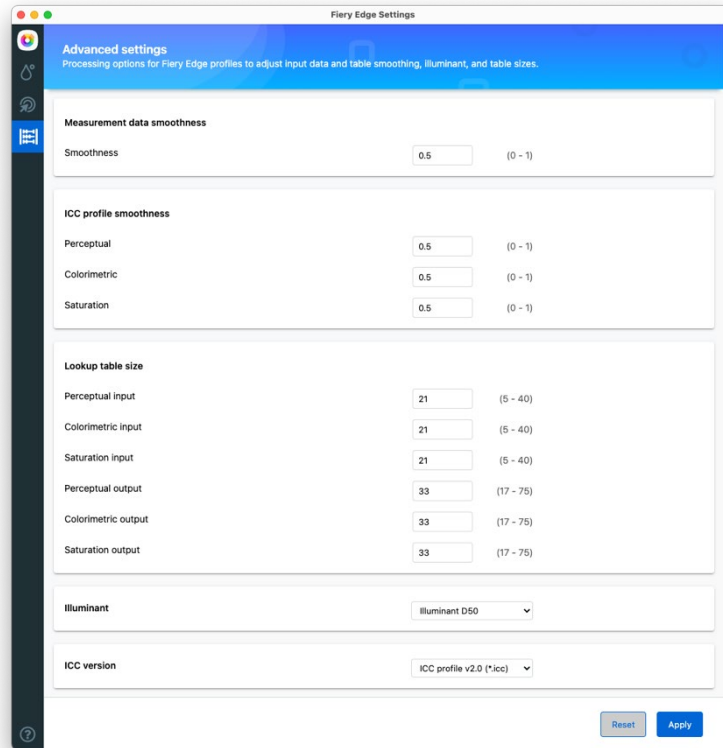 Fiery Edge Settings
Advanced settings
Processing options for Fiery Edge profiles to adjust input data and table smoothing, illuminant, and table sizes.
Measurement data smoothness
Smoothness 0.5 (0 - 1)
ICC profile smoothness
Perceptual 0.5 (0 - 1)
Colorimetric 0.5 (0 - 1)
Saturation 0.5 (0 - 1)
Lookup table size
Perceptual input 21 (5 - 40)
Colorimetric input 21 (5 - 40)
Saturation input 21 (5 - 40)
Perceptual output 33 (17 - 75)
Colorimetric output 33 (17 - 75)
Saturation output 33 (17 - 75)
Illuminant Illuminant D50
ICC version ICC profile v2.0 (*.icc)
Reset Apply